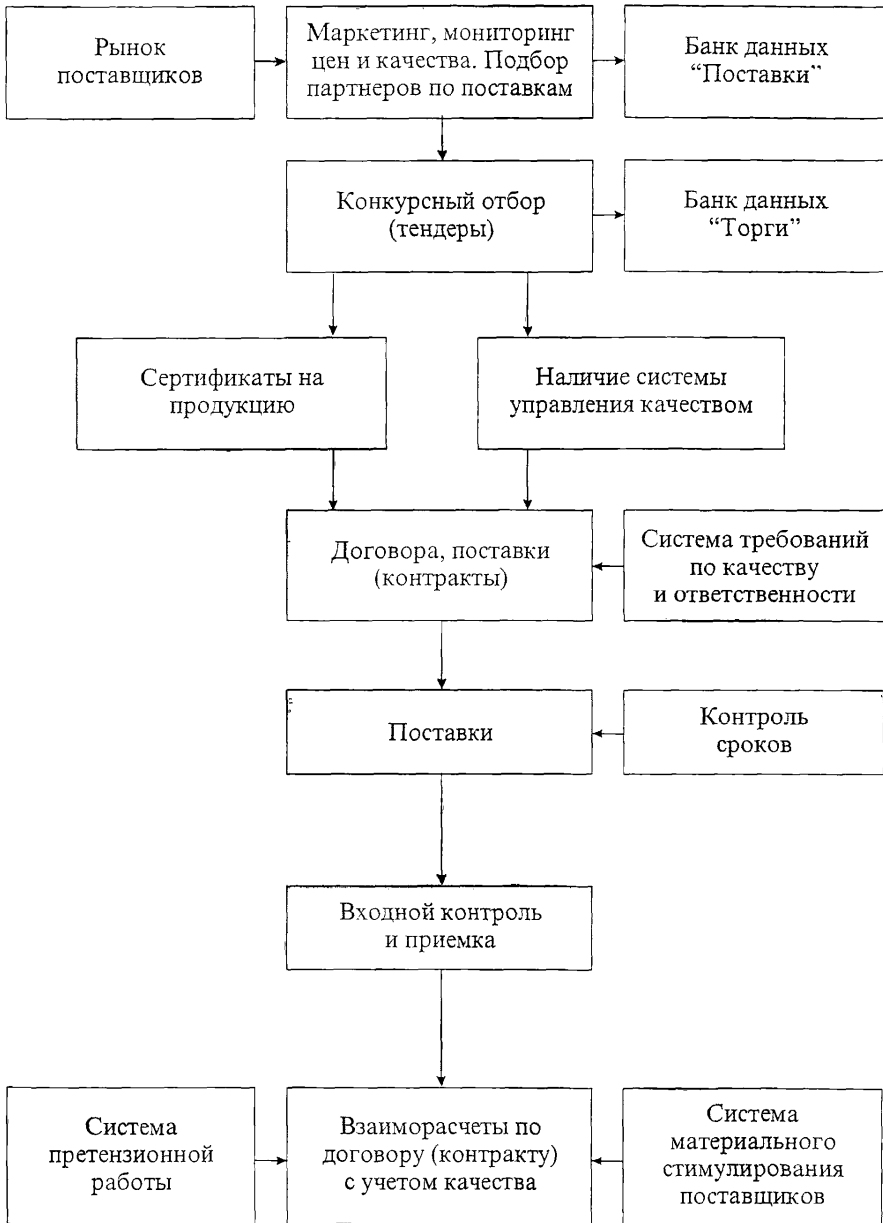 Рынок
поставщиков
Маркетинг, мониторинг
цен и качества. Подбор
партнеров по поставкам
Банк данных
“Поставки”
Конкурсный отбор
(тендеры)
Банк данных
“Торги”
Сертификаты на
продукцию
Наличие системы
управления качеством
Договора, поставки
(контракты)
Система требований
по качеству
и ответственности
Поставки
Контроль
сроков
Входной контроль
и приемка
Система
претензионной
работы
Взаиморасчеты по
договору (контракту)
с учетом качества
Система
материального
стимулирования
поставщиков